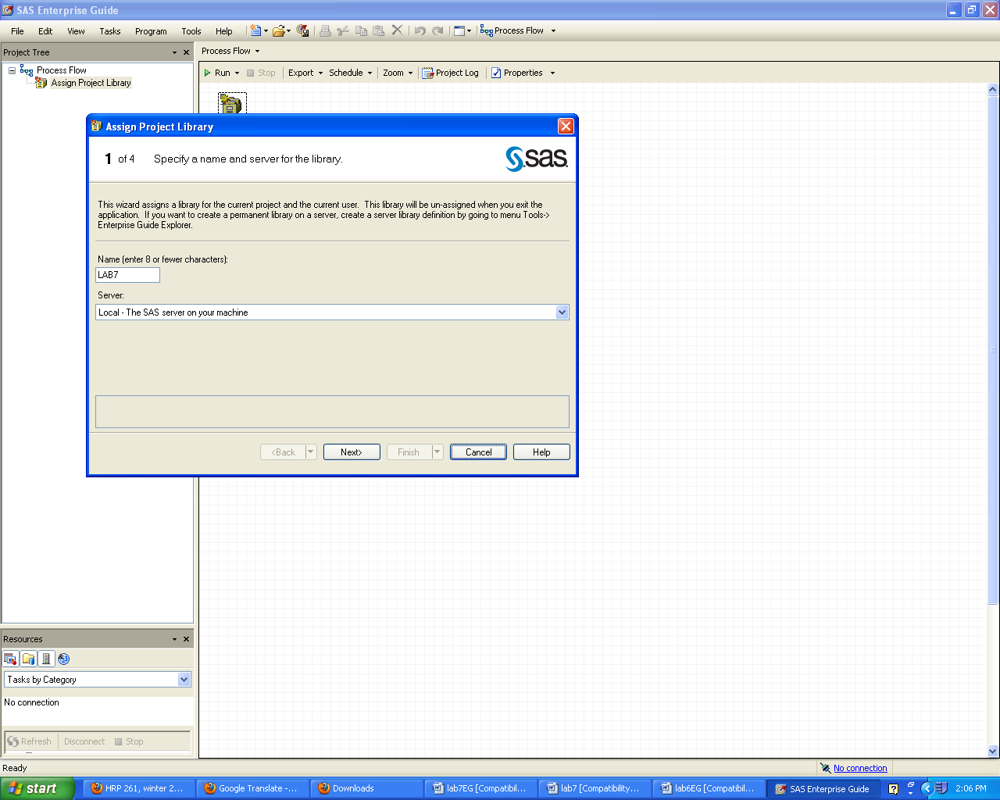 SAS Enterprise Guide
File Edit View Tasks Program Tools Help Process Flow
Project Tree
Process Flow
Assign Project Library
Process Flow
Run Stop Export Schedule Zoom Project Log Properties
Assign Project Library
1 of 4 Specify a name and server for the library.
sas.
This wizard assigns a library for the current project and the current user. This library will be un-assigned when you exit the
application. If you want to create a permanent library on a server, create a server library definition by going to menu Tools->
Enterprise Guide Explorer.
Name (enter 8 or fewer characters):
LAB7
Server:
Local - The SAS server on your machine
<Back Next> Finish Cancel Help
Resources
Tasks by Category
No connection
Refresh Disconnect Stop
Ready No connection
start HRP 261, winter 2... Google Translate -... Downloads lab7EG [Compatibil... lab7 [Compatibility... lab6EG [Compatibil... SAS Enterprise Guide 2:06 PM